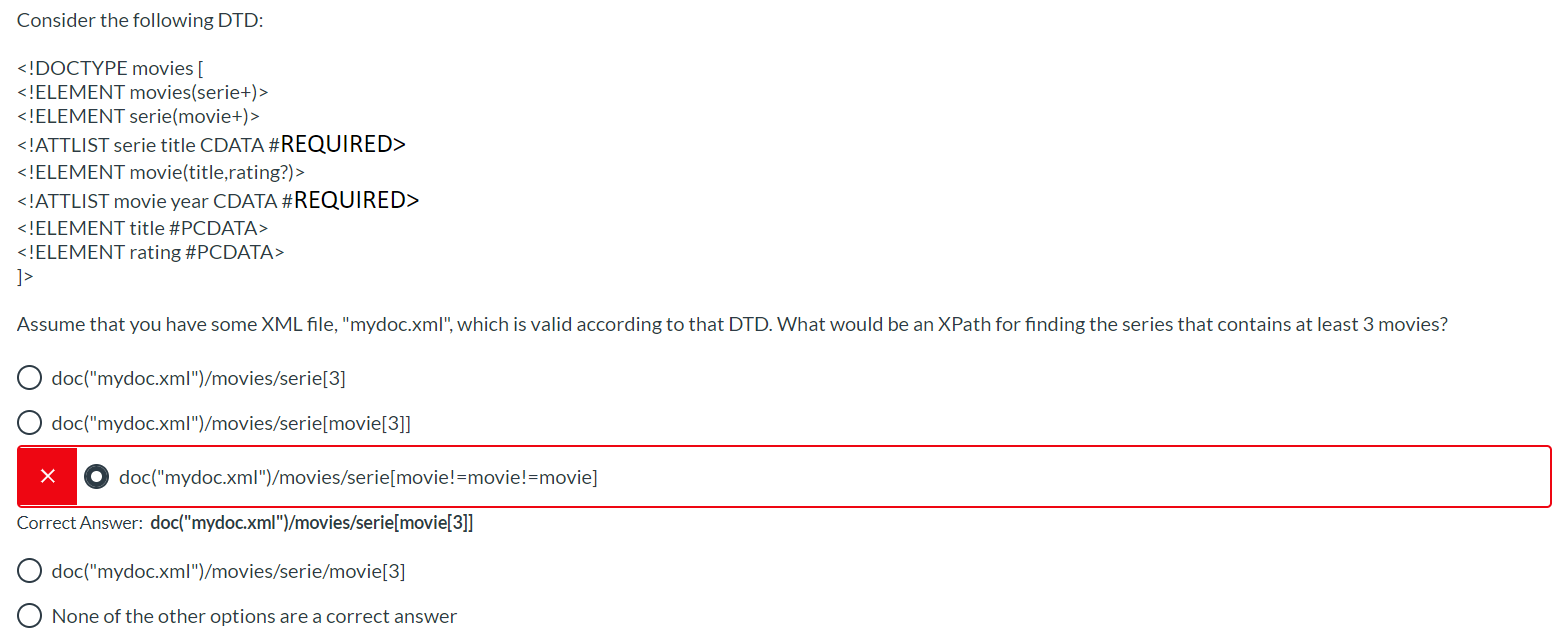 Consider the following DTD:
<!DOCTYPE movies [
<!ELEMENT movies(serie+)>
<!ELEMENT serie(movie+)>
<!ATTLIST serie title CDATA #REQUIRED>
<!ELEMENT movie(title,rating?)>
<!ATTLIST movie year CDATA #REQUIRED>
<!ELEMENT title #PCDATA>
<!ELEMENT rating #PCDATA>
]>
Assume that you have some XML file, "mydoc.xml", which is valid according to that DTD. What would be an XPath for finding the series that contains at least 3 movies?
doc("mydoc.xml")/movies/serie[3]
doc("mydoc.xml")/movies/serie[movie[3]]
doc("mydoc.xml")/movies/serie[movie!=movie!=movie]
Correct Answer: doc("mydoc.xml")/movies/serie[movie[3]]
doc("mydoc.xml")/movies/serie/movie[3]
None of the other options are a correct answer